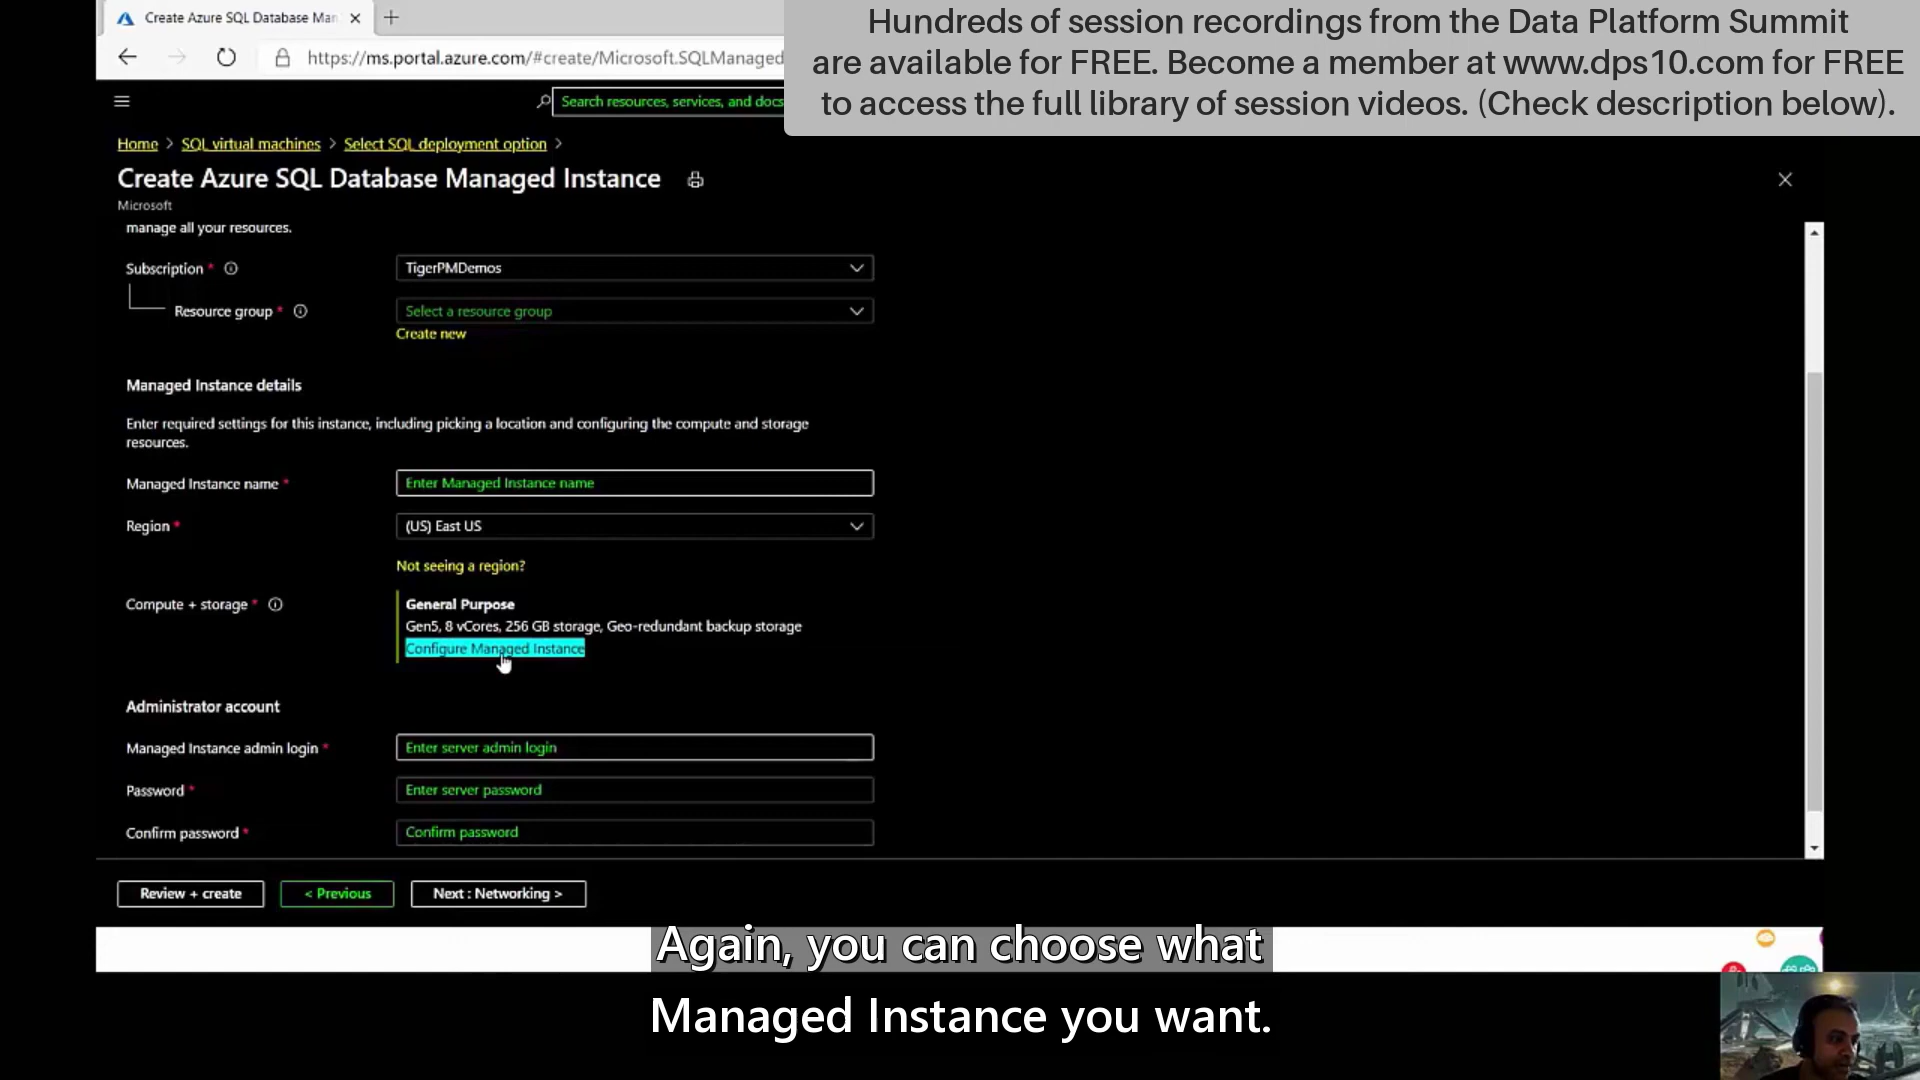 Create Azure SQL Database Man
Hundreds of session recordings from the Data Platform Summit
are available for FREE. Become a member at www.dps10.com for FREE
to access the full library of session videos. (Check description below).
https://ms.portal.azure.com/#create/Microsoft.SQLManaged
Search resources, services, and docs
Home > SQL virtual machines > Select SQL deployment option >
Create Azure SQL Database Managed Instance
Microsoft
manage all your resources.
Subscription * TigerPMDemos
Resource group * Select a resource group
Create new
Managed Instance details
Enter required settings for this instance, including picking a location and configuring the compute and storage
resources.
Managed Instance name * Enter Managed Instance name
Region * (US) East US
Not seeing a region?
Compute + storage * General Purpose
Gen5, 8 vCores, 256 GB storage, Geo-redundant backup storage
Configure Managed Instance
Administrator account
Managed Instance admin login * Enter server admin login
Password * Enter server password
Confirm password * Confirm password
Review + create < Previous Next : Networking >
Again, you can choose what
Managed Instance you want.